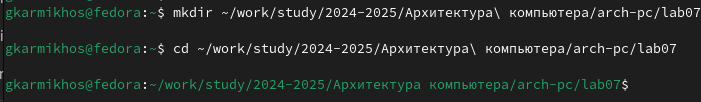 gkarmikhos@fedora:~$ mkdir ~/work/study/2024-2025/Архитектура\ компьютера/arch-pc/lab07
gkarmikhos@fedora:~$ cd ~/work/study/2024-2025/Архитектура\ компьютера/arch-pc/lab07
gkarmikhos@fedora:~/work/study/2024-2025/Архитектура компьютера/arch-pc/lab07$